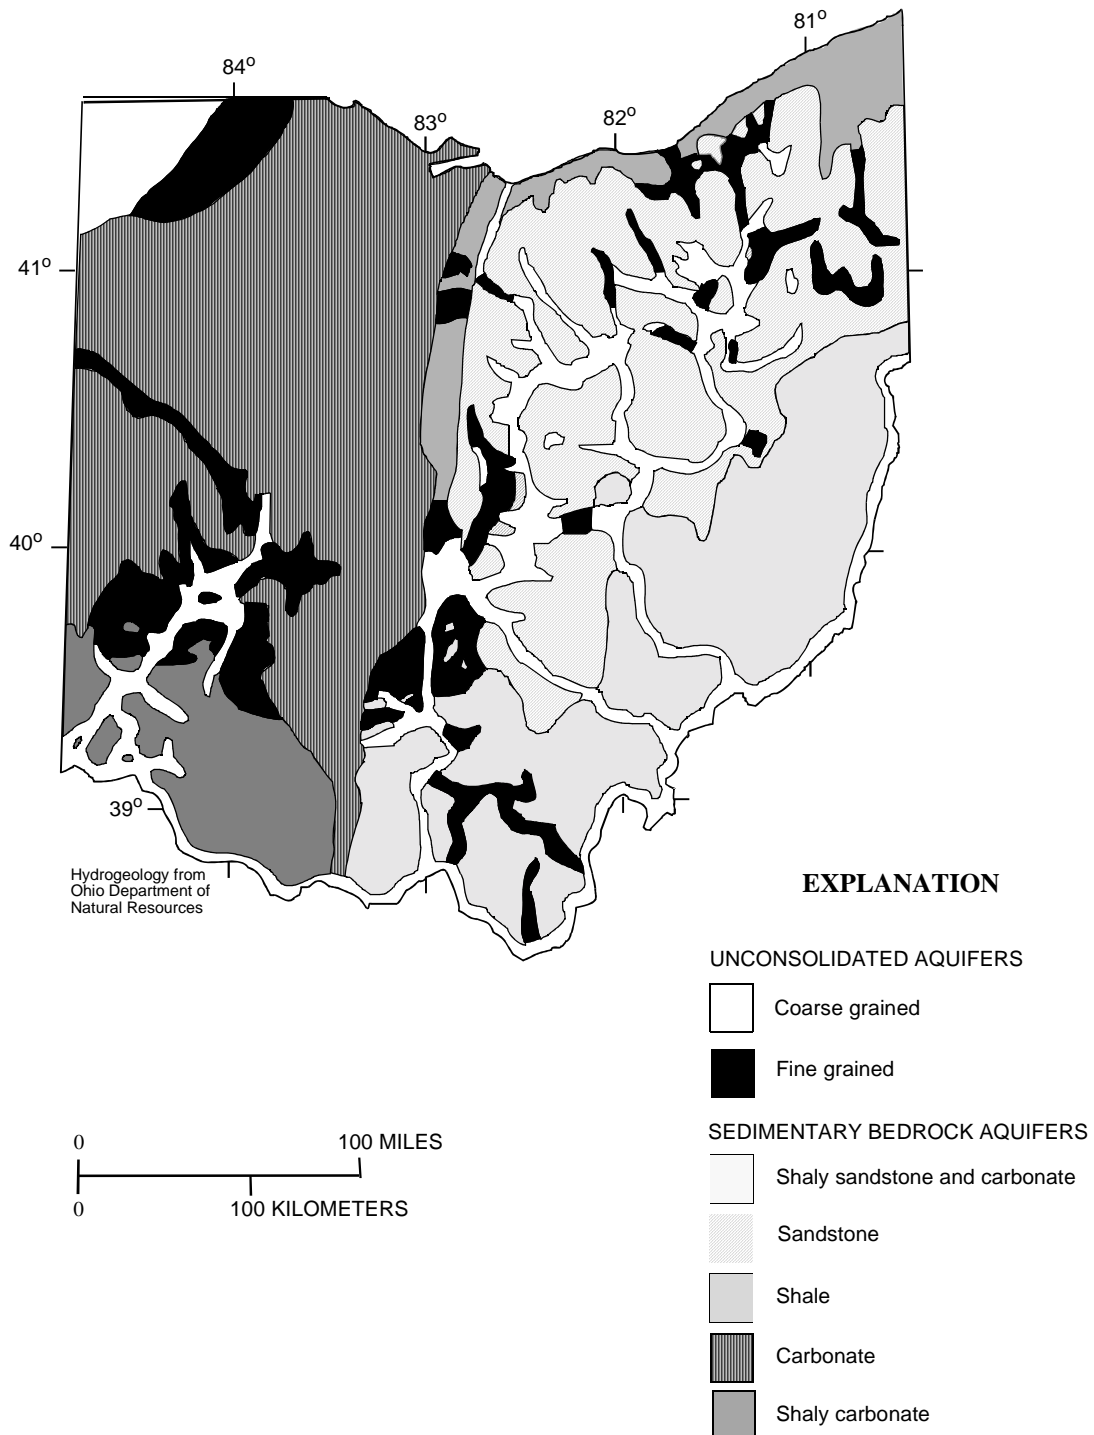 81°
84°
83°
82°
41°
40°
39°
Hydrogeology from
Ohio Department of
Natural Resources
EXPLANATION
UNCONSOLIDATED AQUIFERS
Coarse grained
Fine grained
SEDIMENTARY BEDROCK AQUIFERS
Shaly sandstone and carbonate
Sandstone
Shale
Carbonate
Shaly carbonate
0 100 MILES
0 100 KILOMETERS